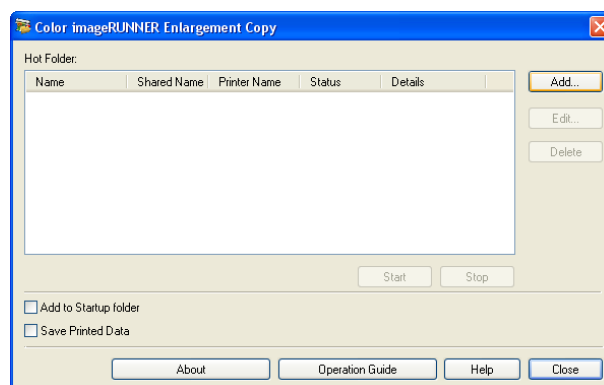 Color imageRUNNER Enlargement Copy
Hot Folder:
Name Shared Name Printer Name Status Details
Add...
Edit...
Delete
Start Stop
Add to Startup folder
Save Printed Data
About Operation Guide Help Close